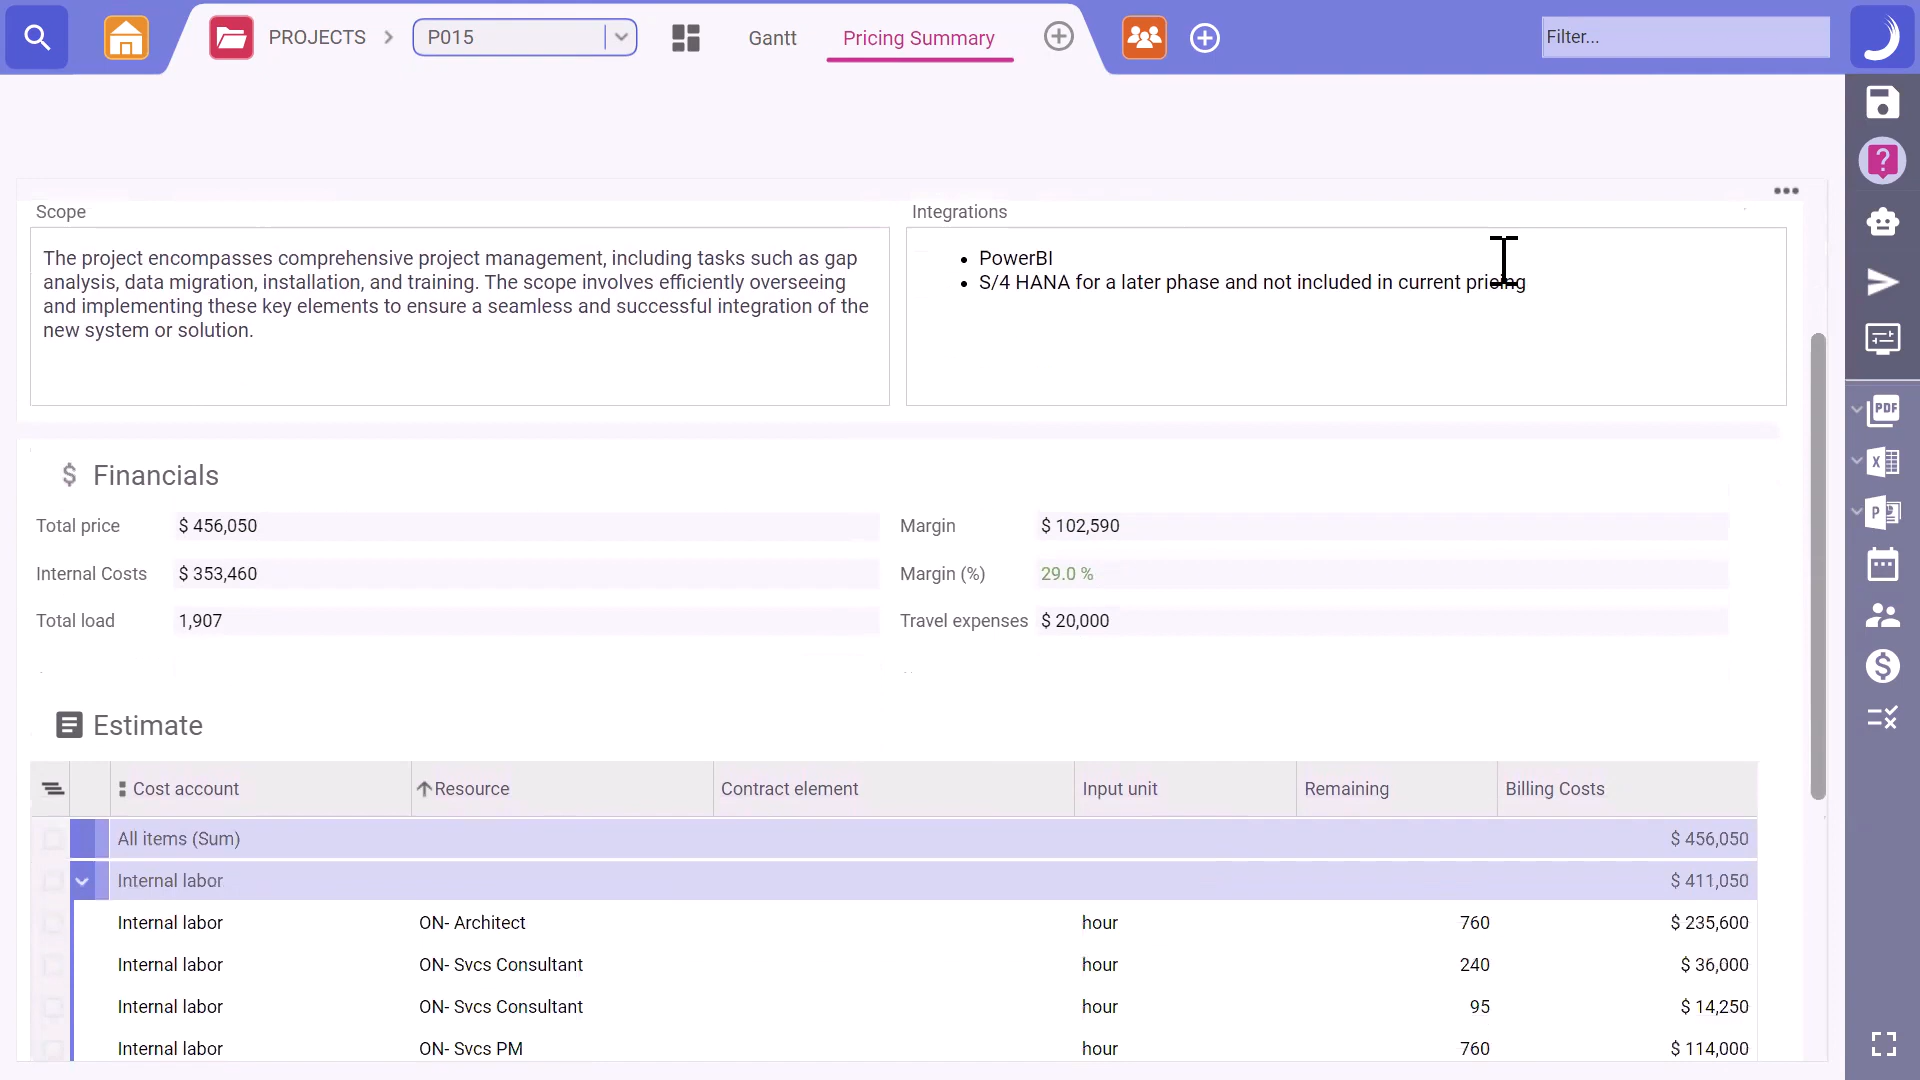 PROJECTS P015 Gantt Pricing Summary Filter...
Scope Integrations
The project encompasses comprehensive project management, including tasks such as gap
analysis, data migration, installation, and training. The scope involves efficiently overseeing
and implementing these key elements to ensure a seamless and successful integration of the
new system or solution.
• PowerBI
• S/4 HANA for a later phase and not included in current pricing
$ Financials
Total price $ 456,050 Margin $ 102,590
Internal Costs $ 353,460 Margin (%) 29.0 %
Total load 1,907 Travel expenses $ 20,000
Estimate
Cost account Resource Contract element Input unit Remaining Billing Costs
All items (Sum) $ 456,050
Internal labor $ 411,050
Internal labor ON- Architect hour 760 $ 235,600
Internal labor ON- Svcs Consultant hour 240 $ 36,000
Internal labor ON- Svcs Consultant hour 95 $ 14,250
Internal labor ON- Svcs PM hour 760 $ 114,000
?
PDF
X
P
$